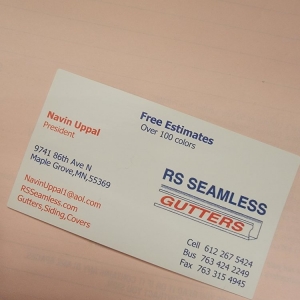 Navin Uppal
President
9741 86th Ave N
Maple Grove,MN,55369
NavinUppal1@aol.com
RSSeamless.com
Gutters,Siding,Covers
Free Estimates
Over 100 colors
RS SEAMLESS
GUTTERS
Cell 612 267 5424
Bus 763 424 2249
Fax 763 315 4945